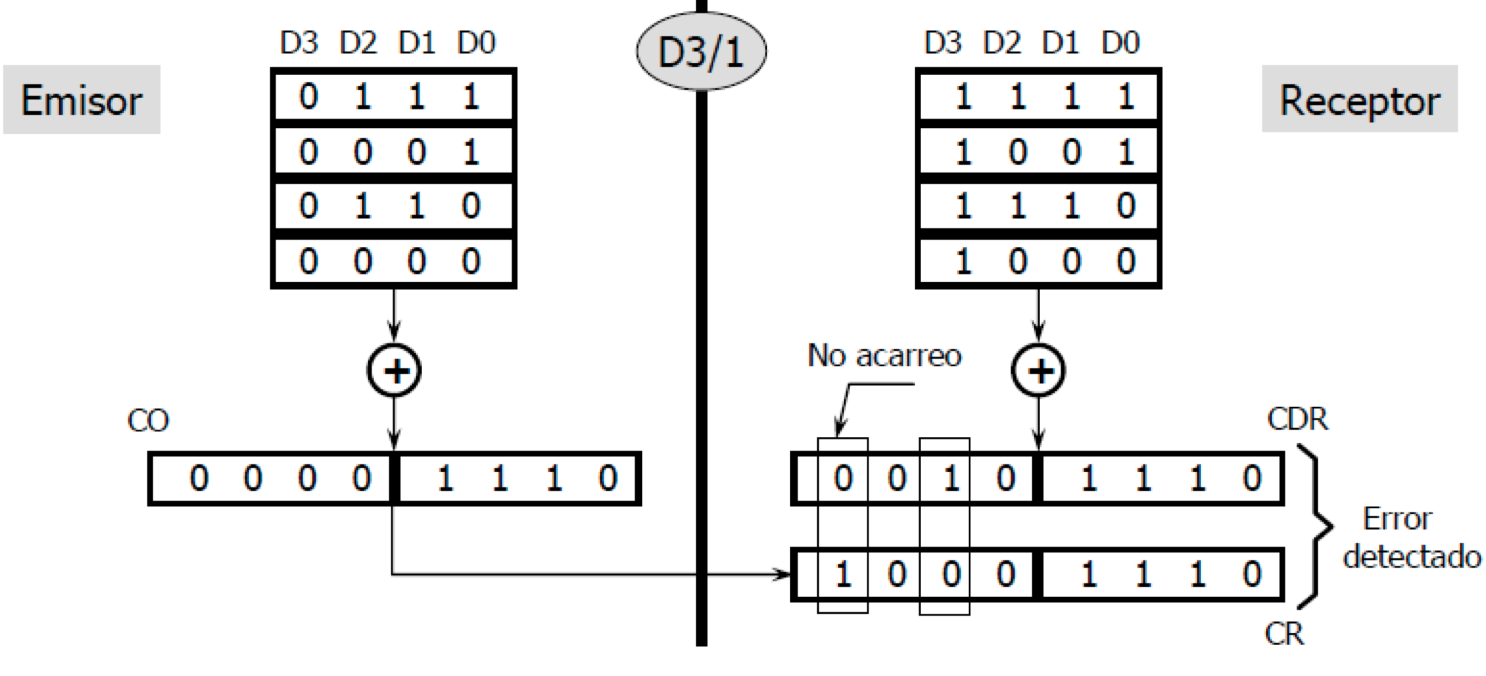 D3/1
Emisor
D3 D2 D1 D0
0 1 1 1
0 0 0 1
0 1 1 0
0 0 0 0
+
CO
0 0 0 0 1 1 1 0
Receptor
D3 D2 D1 D0
1 1 1 1
1 0 0 1
1 1 1 0
1 0 0 0
No acarreo
+
CDR
0 0 1 0 1 1 1 0
Error
detectado
1 0 0 0 1 1 1 0
CR